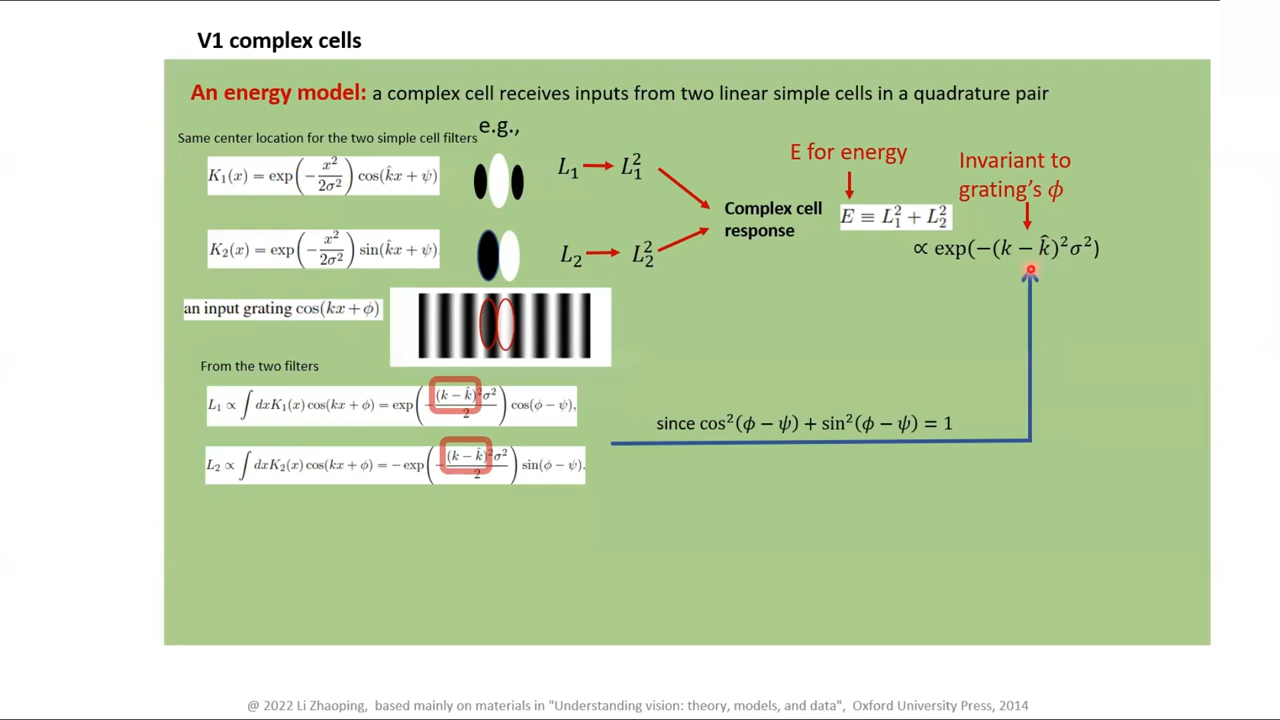 V1 complex cells
An energy model: a complex cell receives inputs from two linear simple cells in a quadrature pair
e.g.,
Same center location for the two simple cell filters
K₁(x) = exp(−x²/2σ²) cos(k̂x + ψ)
L₁ → L₁²
K₂(x) = exp(−x²/2σ²) sin(k̂x + ψ)
L₂ → L₂²
Complex cell
response
E for energy
E ≡ L₁² + L₂²
Invariant to
grating's ϕ
∝ exp(−(k − k̂)²σ²)
an input grating cos(kx + ϕ)
From the two filters
L₁ ∝ ∫ dxK₁(x) cos(kx + ϕ) = exp(−(k − k̂)²σ²/2) cos(ϕ − ψ),
L₂ ∝ ∫ dxK₂(x) cos(kx + ϕ) = − exp(−(k − k̂)²σ²/2) sin(ϕ − ψ).
since cos²(ϕ − ψ) + sin²(ϕ − ψ) = 1
@ 2022 Li Zhaoping, based mainly on materials in "Understanding vision: theory, models, and data", Oxford University Press, 2014